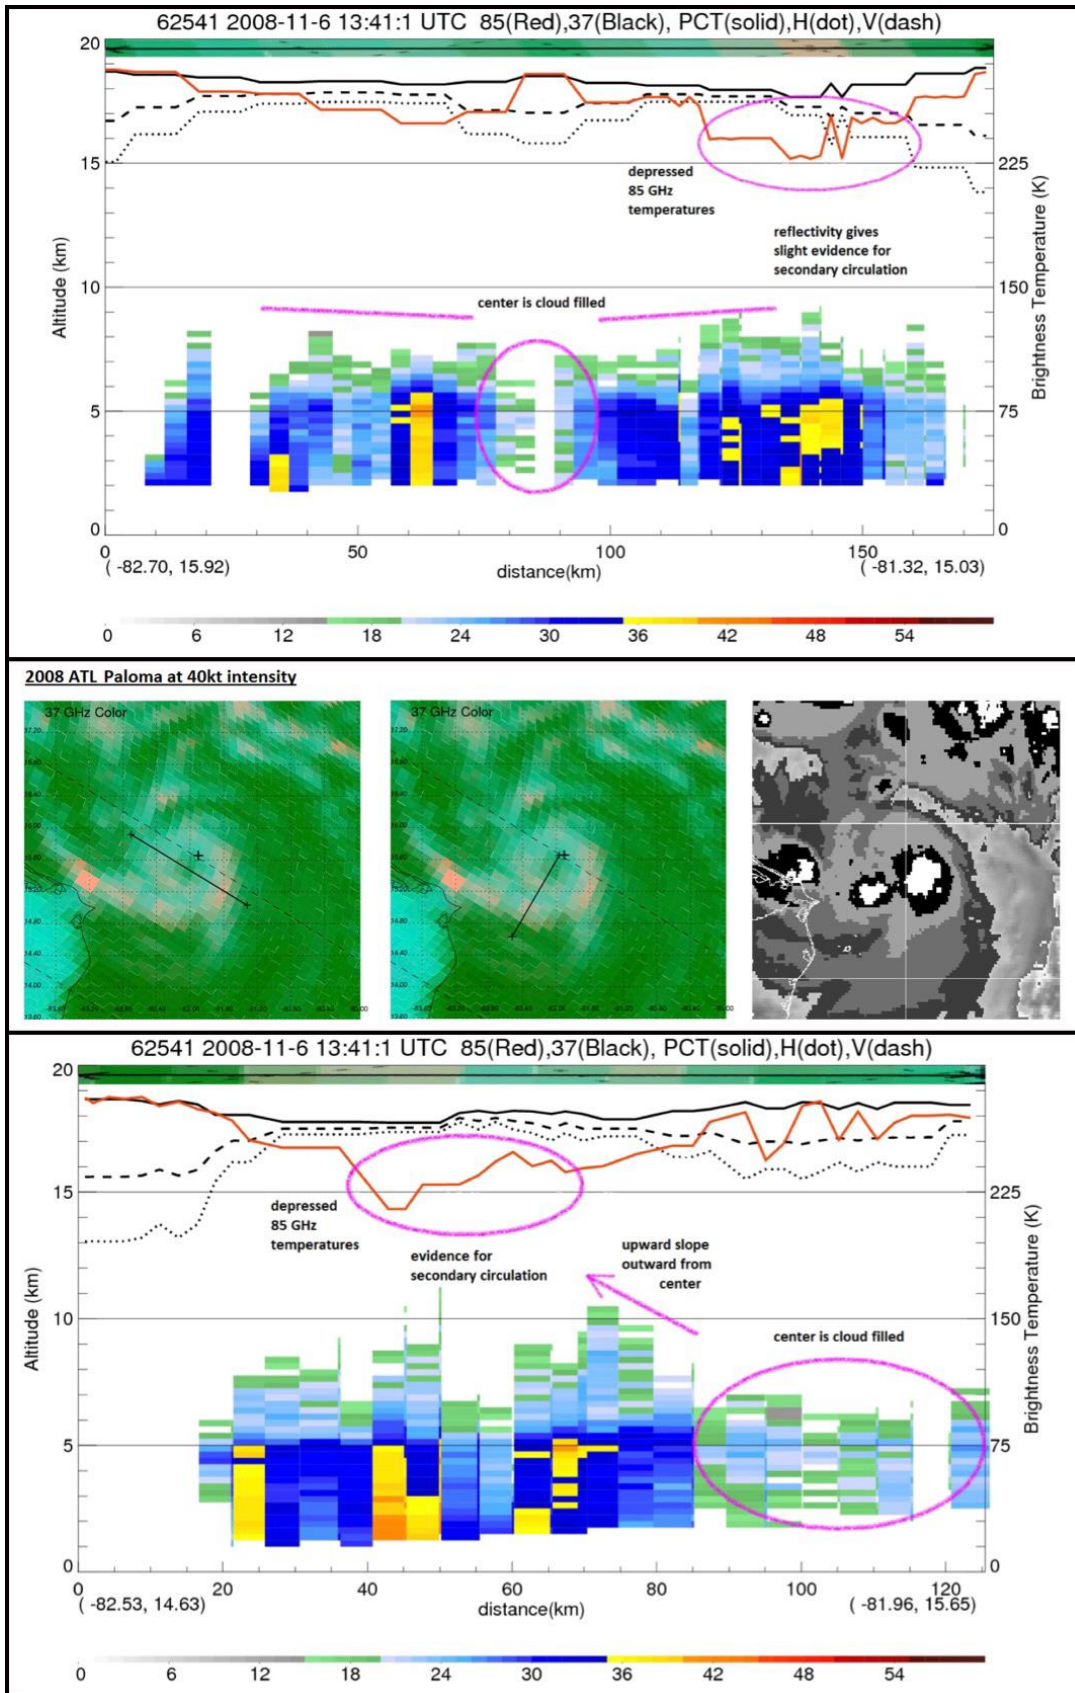 62541 2008-11-6 13:41:1 UTC 85(Red),37(Black), PCT(solid),H(dot),V(dash)
20
15
225
depressed
85 GHz
temperatures
reflectivity gives
slight evidence for
secondary circulation
Altitude (km)
Brightness Temperature (K)
10
150
center is cloud filled
5
75
0
0
0
50
100
150
( -82.70, 15.92)
distance(km)
( -81.32, 15.03)
0 6 12 18 24 30 36 42 48 54
2008 ATL Paloma at 40kt intensity
37 GHz Color
37 GHz Color
62541 2008-11-6 13:41:1 UTC 85(Red),37(Black), PCT(solid),H(dot),V(dash)
20
15
225
depressed
85 GHz
temperatures
evidence for
secondary circulation
upward slope
outward from
center
Altitude (km)
Brightness Temperature (K)
10
150
center is cloud filled
5
75
0
0
0
20
40
60
80
100
120
( -82.53, 14.63)
distance(km)
( -81.96, 15.65)
0 6 12 18 24 30 36 42 48 54